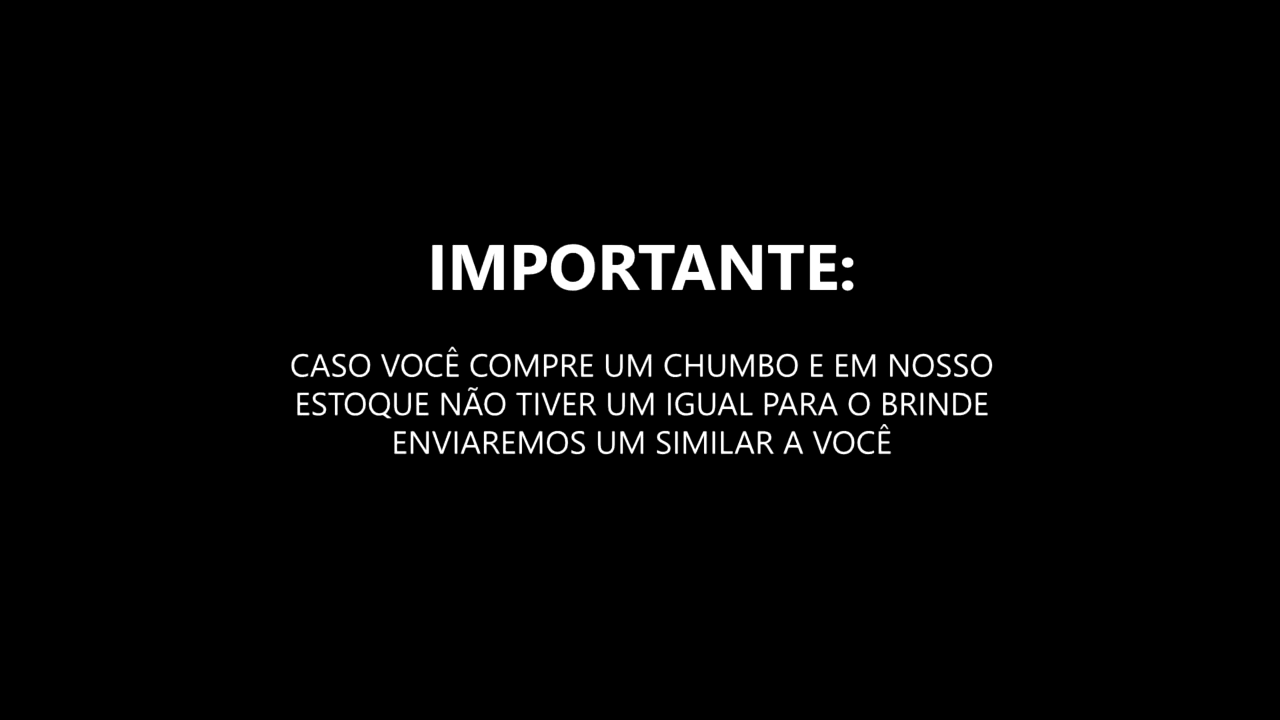 IMPORTANTE:
CASO VOCÊ COMPRE UM CHUMBO E EM NOSSO
ESTOQUE NÃO TIVER UM IGUAL PARA O BRINDE
ENVIAREMOS UM SIMILAR A VOCÊ